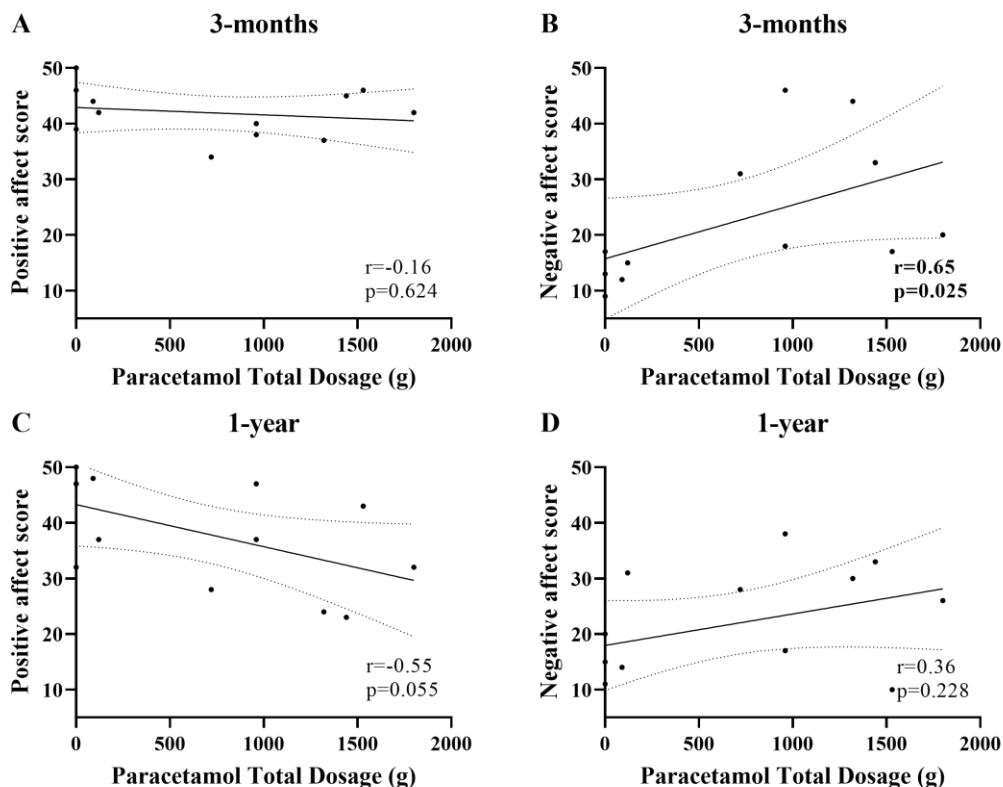 A
3-months
Positive affect score
50
40
30
20
10
r=-0.16
p=0.624
0
500
1000
1500
2000
Paracetamol Total Dosage (g)
B
3-months
Negative affect score
50
40
30
20
10
r=0.65
p=0.025
0
500
1000
1500
2000
Paracetamol Total Dosage (g)
C
1-year
Positive affect score
50
40
30
20
10
r=-0.55
p=0.055
0
500
1000
1500
2000
Paracetamol Total Dosage (g)
D
1-year
Negative affect score
50
40
30
20
10
r=0.36
p=0.228
0
500
1000
1500
2000
Paracetamol Total Dosage (g)